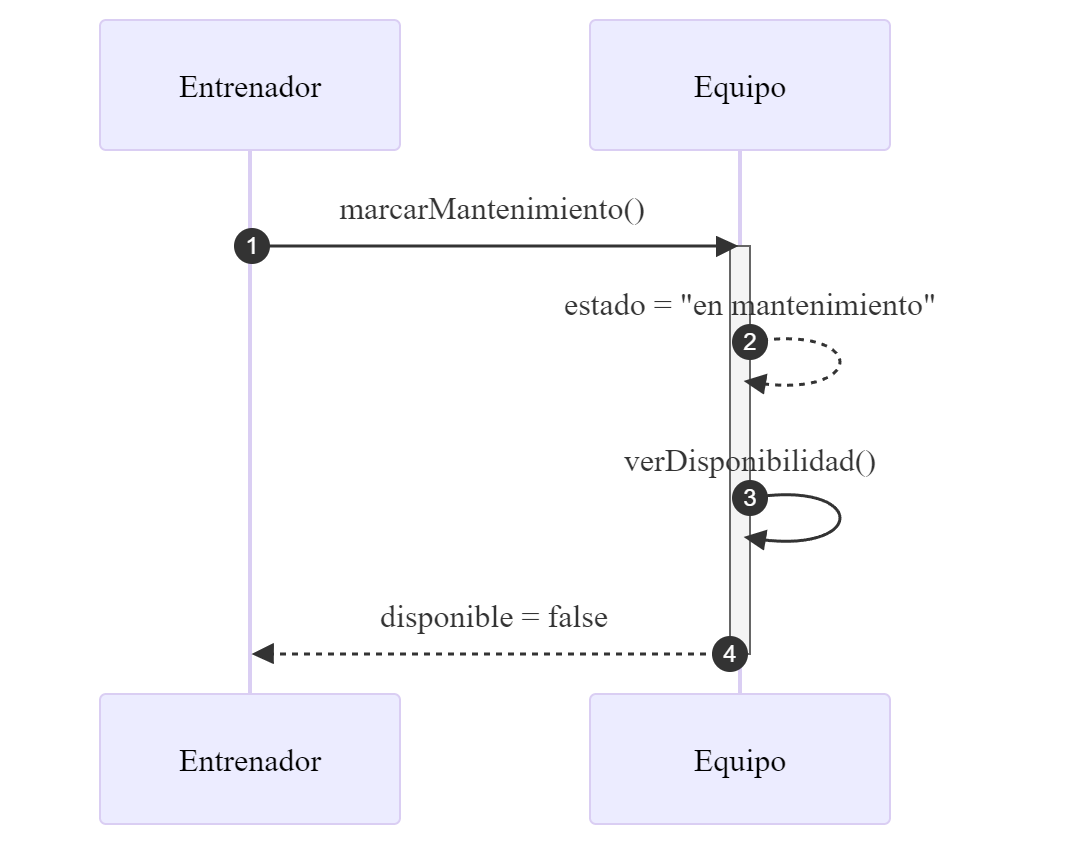 Entrenador
Equipo
marcarMantenimiento()
1
estado = "en mantenimiento"
2
verDisponibilidad()
3
disponible = false
4
Entrenador
Equipo